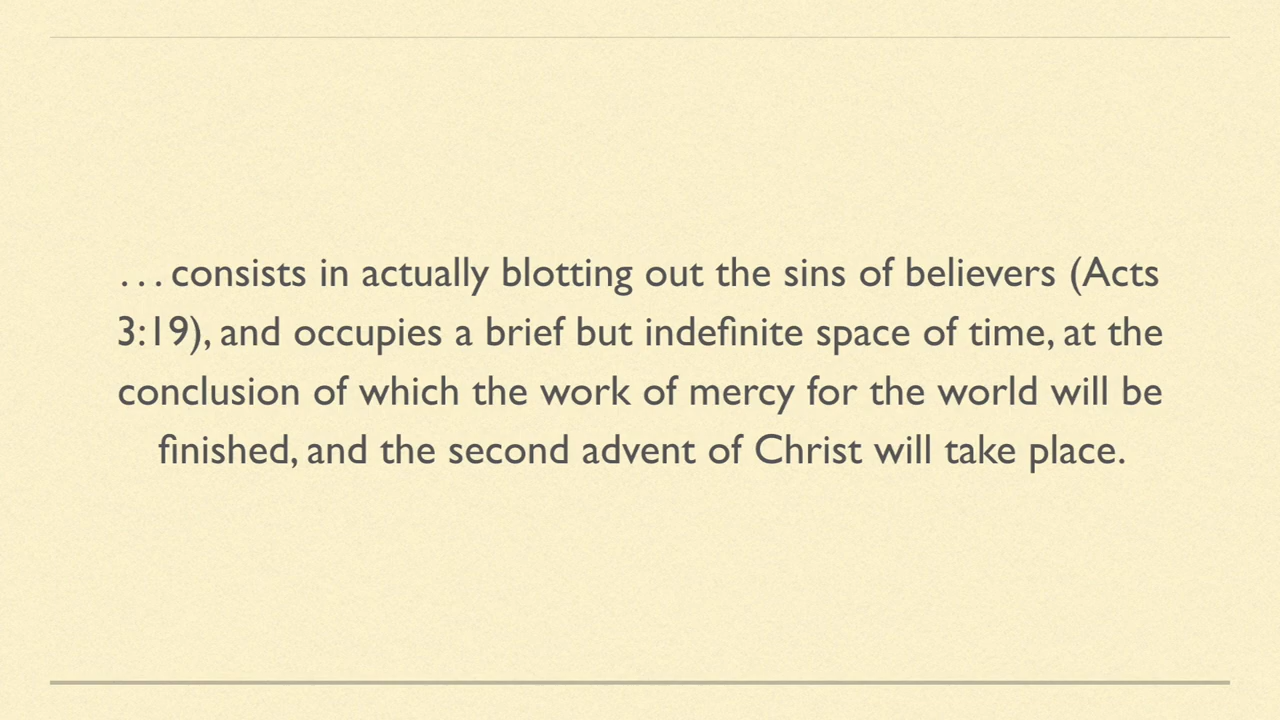 . . . consists in actually blotting out the sins of believers (Acts
3:19), and occupies a brief but indefinite space of time, at the
conclusion of which the work of mercy for the world will be
finished, and the second advent of Christ will take place.